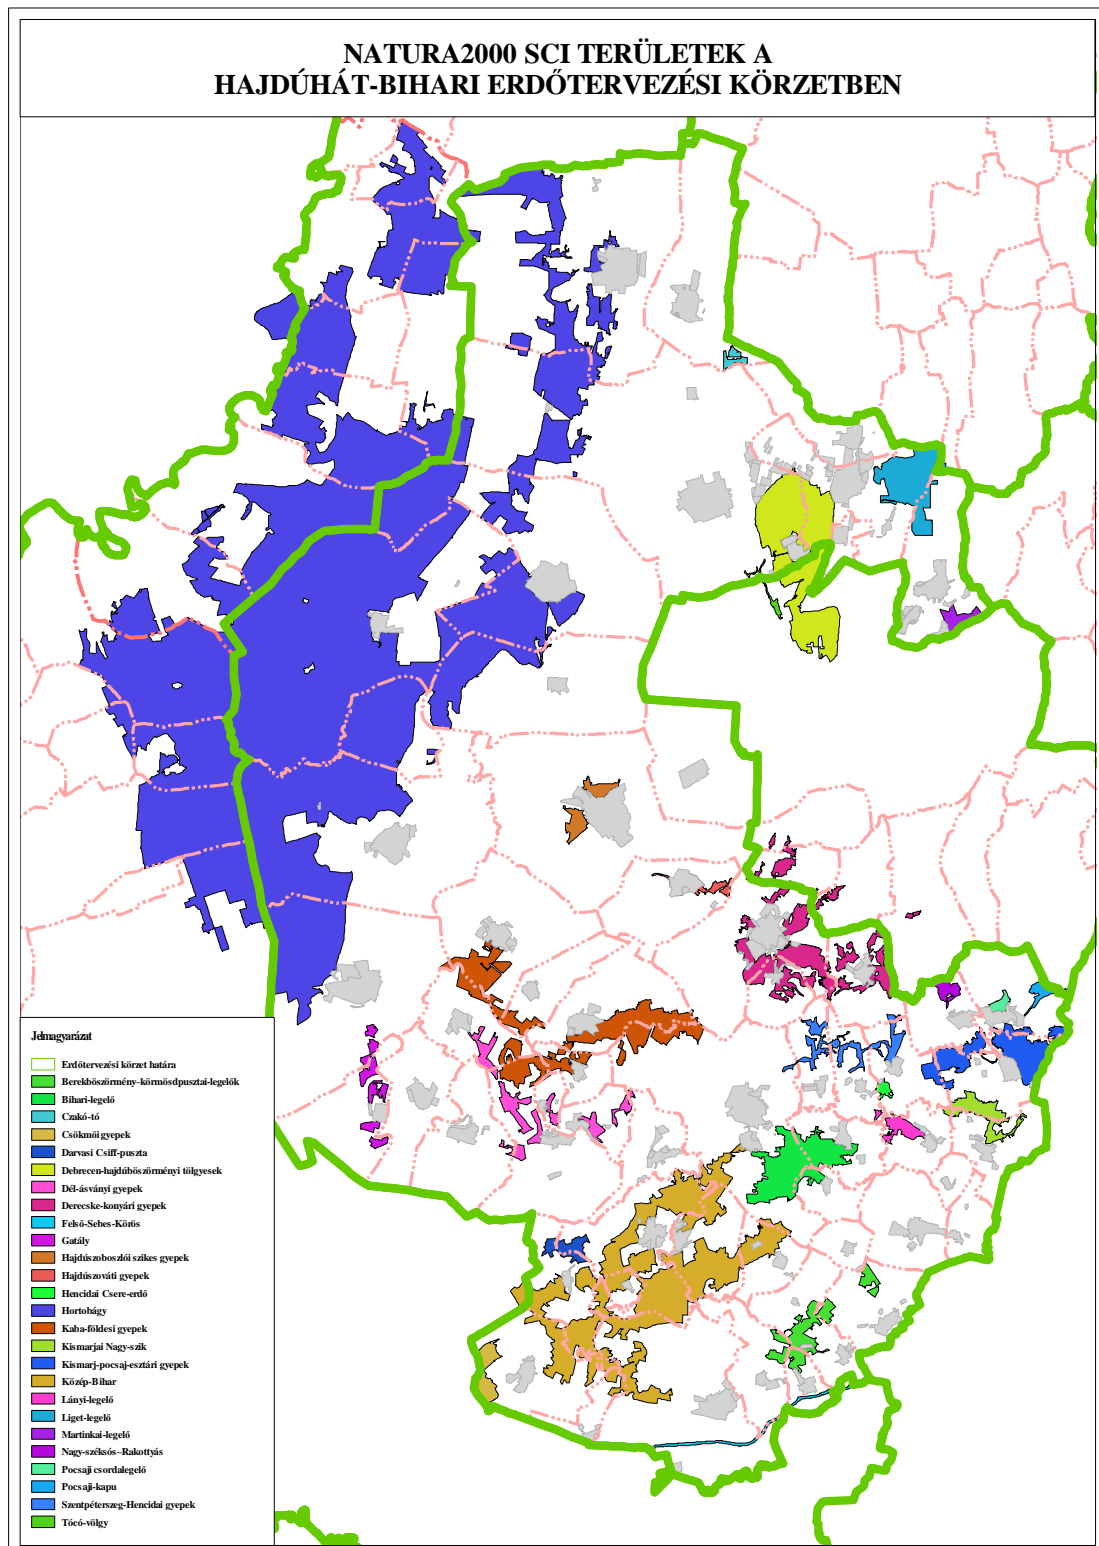 NATURA2000 SCI TERÜLETEK A
HAJDÚHÁT-BIHARI ERDŐTERVEZÉSI KÖRZETBEN
Jelmagyarázat
Erdőtervezési körzet határa
Berekböszörmény–körmösdpusztai-legelők
Bihari-legelő
Czakó-tó
Csökmői gyepek
Darvasi Csiff-puszta
Debrecen-hajdúböszörményi tölgyesek
Dél-ásványi gyepek
Derecske-konyári gyepek
Felső-Sebes-Körös
Gatály
Hajdúszoboszlói szikes gyepek
Hajdúszováti gyepek
Hencidai Csere-erdő
Hortobágy
Kaba-földesi gyepek
Kismarjai Nagy-szik
Kismarj-pocsaj-esztári gyepek
Közép-Bihar
Lányi-legelő
Liget-legelő
Martinkai-legelő
Nagy-széksós–Rakottyás
Pocsaji csordalegelő
Pocsaji-kapu
Szentpéterszeg-Hencidai gyepek
Tócó-völgy